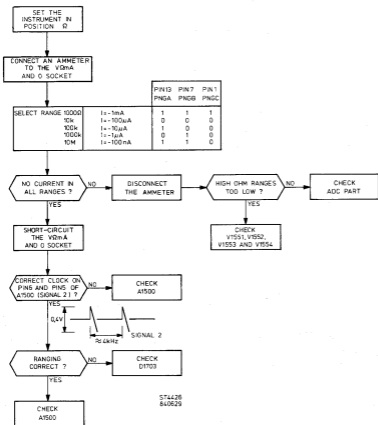 SET THE
INSTRUMENT IN
POSITION Ω
CONNECT AN AMMETER
TO THE VΩmA
AND 0 SOCKET
PIN13 PIN7 PIN1
PNGA PNGB PNGC
SELECT RANGE 1000Ω I=-1mA 1 1 1
10k I=-100µA 0 0 0
100k I=-10µA 1 0 0
1000k I=-1µA 0 1 0
10M I=-100nA 1 1 0
NO CURRENT IN
ALL RANGES ?
NO
DISCONNECT
THE AMMETER
HIGH OHM RANGES
TOO LOW ?
NO
CHECK
ADC PART
YES
YES
SHORT-CIRCUIT
THE VΩmA
AND 0 SOCKET
CHECK
V1551, V1552,
V1553 AND V1554
CORRECT CLOCK ON
PIN6 AND PIN5 OF
A1500 (SIGNAL 2) ?
NO
CHECK
A1500
YES
0,4V
SIGNAL 2
RANGING
CORRECT ?
NO
CHECK
D1703
YES
CHECK
A1500
ST4426
840629